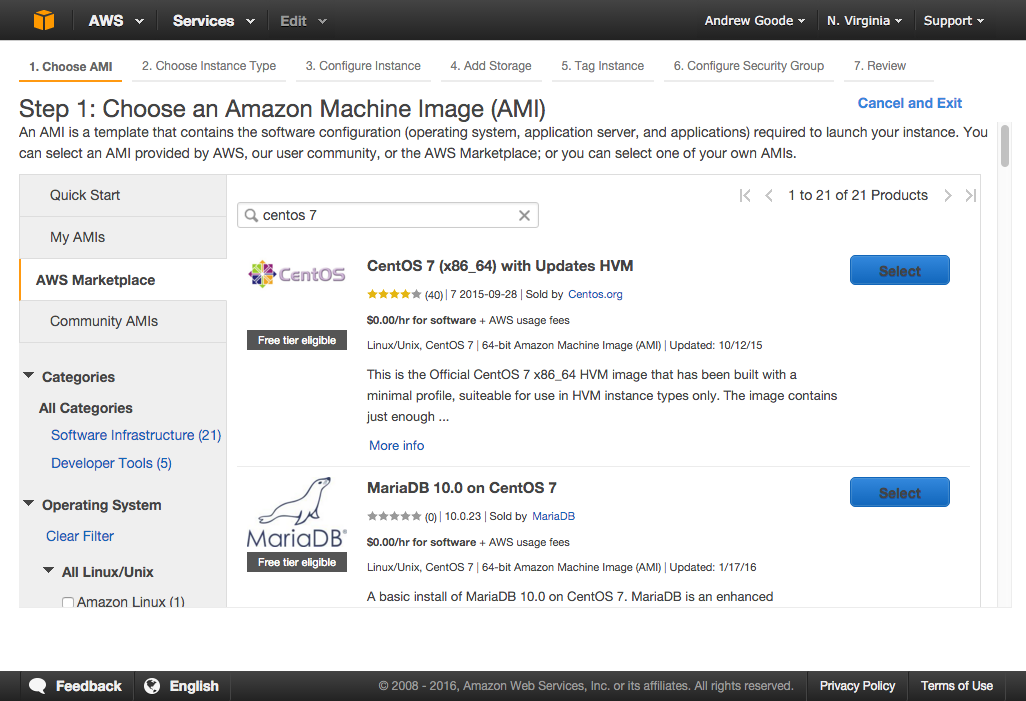 AWS Services Edit Andrew Goode N. Virginia Support
1. Choose AMI 2. Choose Instance Type 3. Configure Instance 4. Add Storage 5. Tag Instance 6. Configure Security Group 7. Review
Step 1: Choose an Amazon Machine Image (AMI)
Cancel and Exit
An AMI is a template that contains the software configuration (operating system, application server, and applications) required to launch your instance. You
can select an AMI provided by AWS, our user community, or the AWS Marketplace; or you can select one of your own AMIs.
Quick Start
My AMIs
AWS Marketplace
Community AMIs
Categories
All Categories
Software Infrastructure (21)
Developer Tools (5)
Operating System
Clear Filter
All Linux/Unix
Amazon Linux (1)
1 to 21 of 21 Products
centos 7
CentOS
Free tier eligible
CentOS 7 (x86_64) with Updates HVM
Select
(40) | 7 2015-09-28 | Sold by Centos.org
$0.00/hr for software + AWS usage fees
Linux/Unix, CentOS 7 | 64-bit Amazon Machine Image (AMI) | Updated: 10/12/15
This is the Official CentOS 7 x86_64 HVM image that has been built with a
minimal profile, suiteable for use in HVM instance types only. The image contains
just enough ...
More info
MariaDB
Free tier eligible
MariaDB 10.0 on CentOS 7
Select
(0) | 10.0.23 | Sold by MariaDB
$0.00/hr for software + AWS usage fees
Linux/Unix, CentOS 7 | 64-bit Amazon Machine Image (AMI) | Updated: 1/17/16
A basic install of MariaDB 10.0 on CentOS 7. MariaDB is an enhanced
Feedback English © 2008 - 2016, Amazon Web Services, Inc. or its affiliates. All rights reserved. Privacy Policy Terms of Use